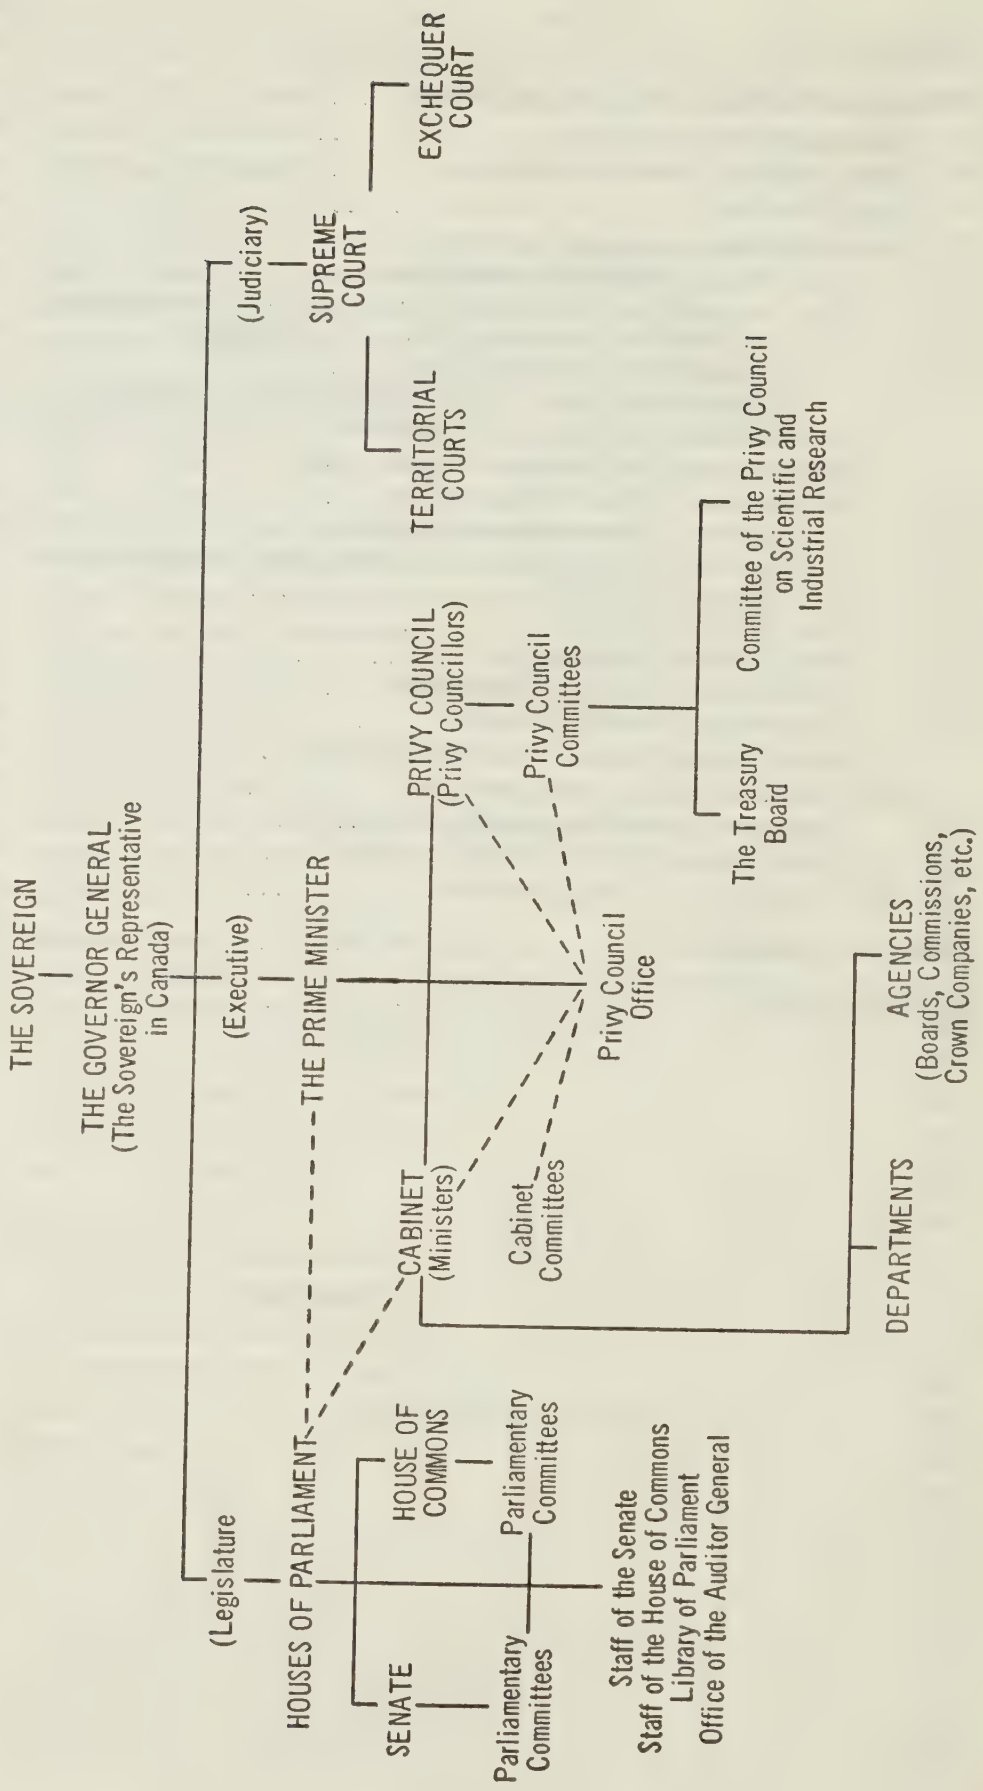 THE SOVEREIGN
THE GOVERNOR GENERAL
(The Sovereign's Representative
in Canada)
(Legislature)
(Executive)
(Judiciary)
HOUSES OF PARLIAMENT
THE PRIME MINISTER
SUPREME
COURT
SENATE
HOUSE OF
COMMONS
CABINET
(Ministers)
PRIVY COUNCIL
(Privy Councillors)
TERRITORIAL
COURTS
EXCHEQUER
COURT
Parliamentary
Committees
Parliamentary
Committees
Cabinet
Committees
Privy Council
Committees
Privy Council
Office
Staff of the Senate
Staff of the House of Commons
Library of Parliament
Office of the Auditor General
The Treasury
Board
Committee of the Privy Council
on Scientific and
Industrial Research
DEPARTMENTS
AGENCIES
(Boards, Commissions,
Crown Companies, etc.)